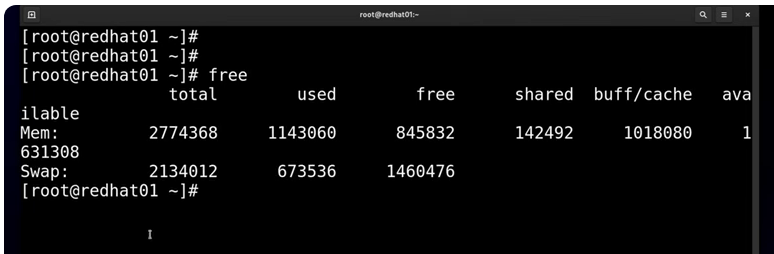 root@redhat01:~
[root@redhat01 ~]#
[root@redhat01 ~]#
[root@redhat01 ~]# free
total used free shared buff/cache ava
ilable
Mem: 2774368 1143060 845832 142492 1018080 1
631308
Swap: 2134012 673536 1460476
[root@redhat01 ~]#